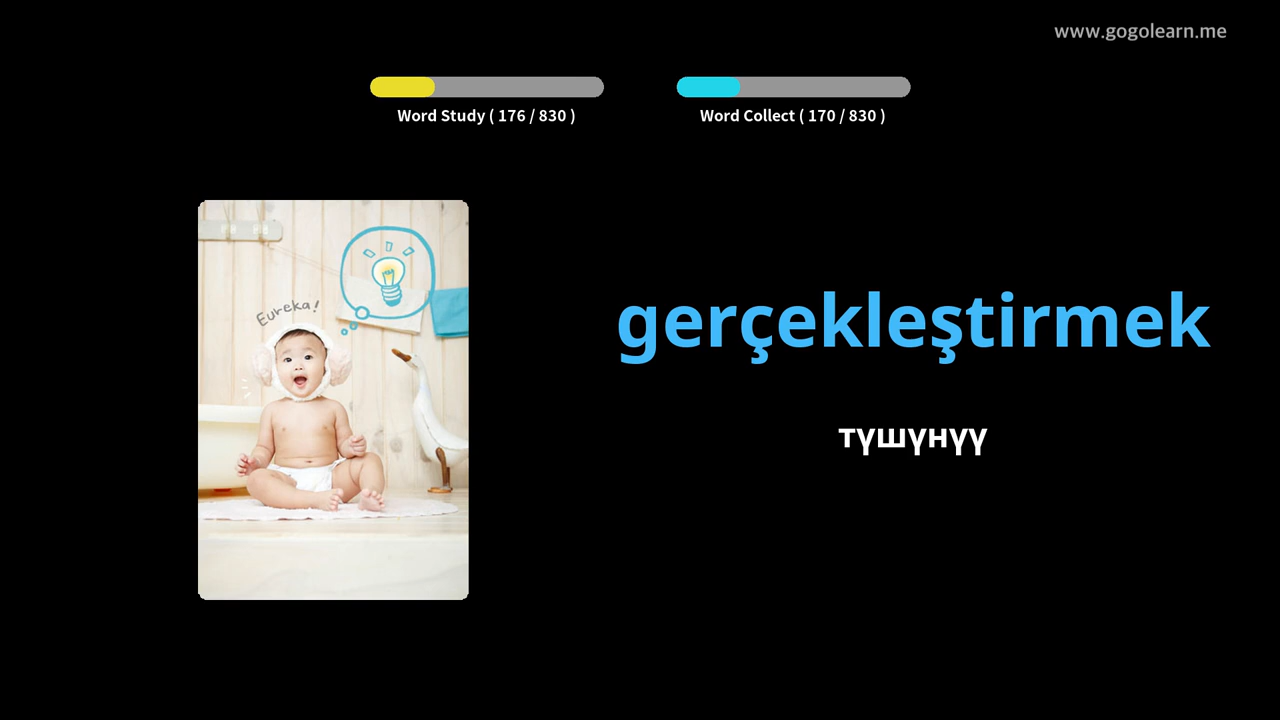 www.gogolearn.me
Word Study ( 176 / 830 )
Word Collect ( 170 / 830 )
Eureka!
gerçekleştirmek
түшүнүү